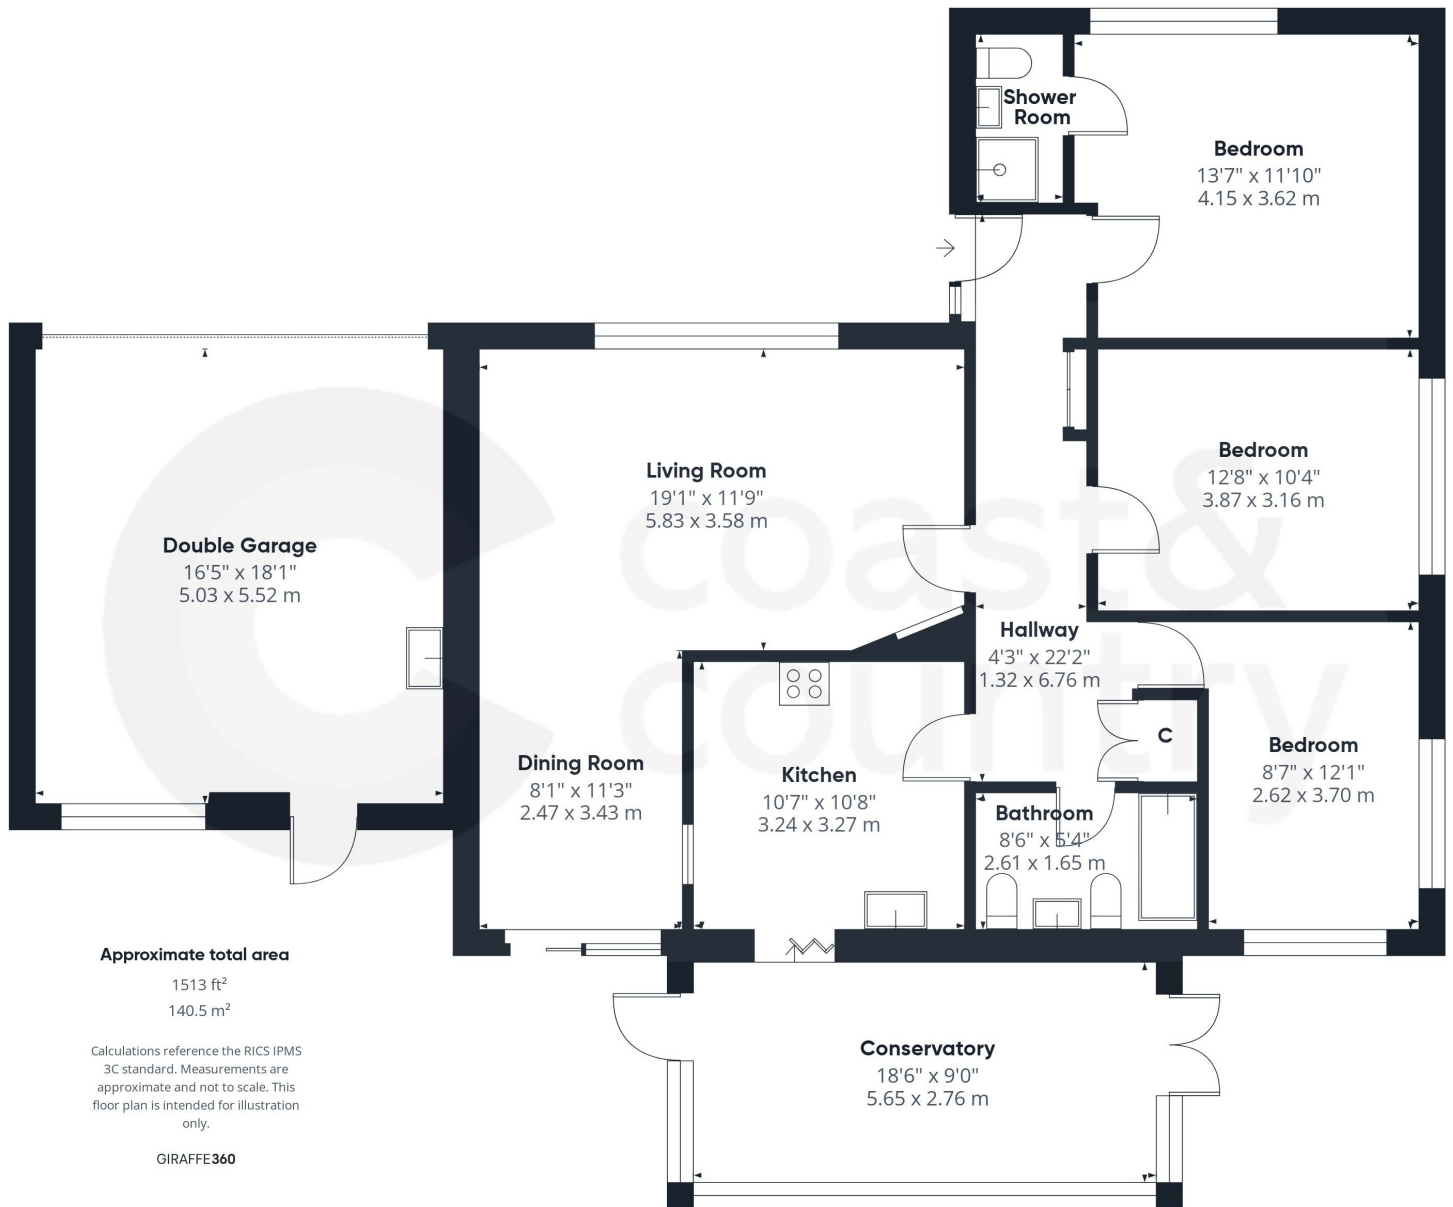 Shower
Room
Bedroom
13'7" x 11'10"
4.15 x 3.62 m
Living Room
19'1" x 11'9"
5.83 x 3.58 m
Bedroom
12'8" x 10'4"
3.87 x 3.16 m
Double Garage
16'5" x 18'1"
5.03 x 5.52 m
coast&
country
Hallway
4'3" x 22'2"
1.32 x 6.76 m
C
Dining Room
8'1" x 11'3"
2.47 x 3.43 m
Kitchen
10'7" x 10'8"
3.24 x 3.27 m
Bathroom
8'6" x 5'4"
2.61 x 1.65 m
Bedroom
8'7" x 12'1"
2.62 x 3.70 m
Conservatory
18'6" x 9'0"
5.65 x 2.76 m
Approximate total area
1513 ft²
140.5 m²
Calculations reference the RICS IPMS
3C standard. Measurements are
approximate and not to scale. This
floor plan is intended for illustration
only.
GIRAFFE360